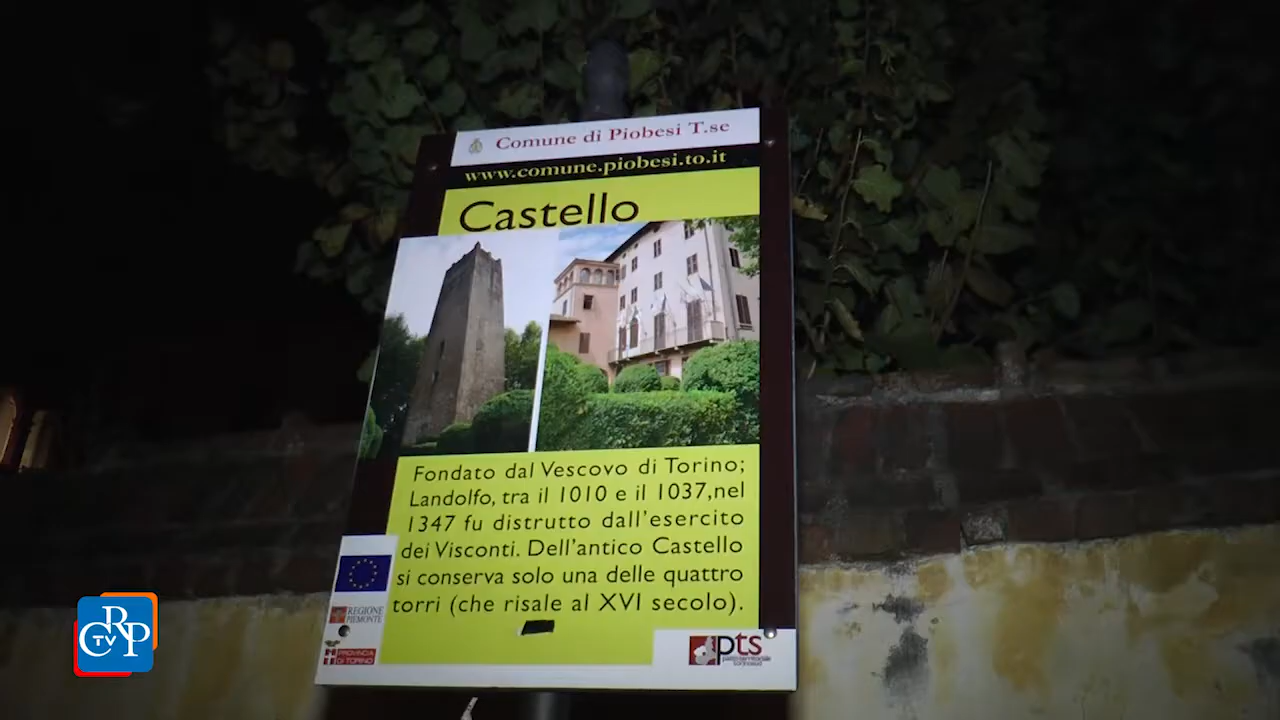 Comune di Piobesi T.se
www.comune.piobesi.to.it
Castello
Fondato dal Vescovo di Torino;
Landolfo, tra il 1010 e il 1037,nel
1347 fu distrutto dall'esercito
dei Visconti. Dell'antico Castello
si conserva solo una delle quattro
torri (che risale al XVI secolo).
REGIONE
PIEMONTE
PROVINCIA
DI TORINO
pts
CRP
TV